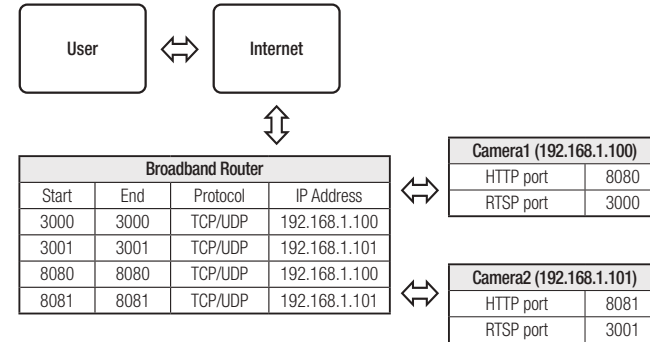 User
Internet
Broadband Router
Start End Protocol IP Address
3000 3000 TCP/UDP 192.168.1.100
3001 3001 TCP/UDP 192.168.1.101
8080 8080 TCP/UDP 192.168.1.100
8081 8081 TCP/UDP 192.168.1.101
Camera1 (192.168.1.100)
HTTP port 8080
RTSP port 3000
Camera2 (192.168.1.101)
HTTP port 8081
RTSP port 3001